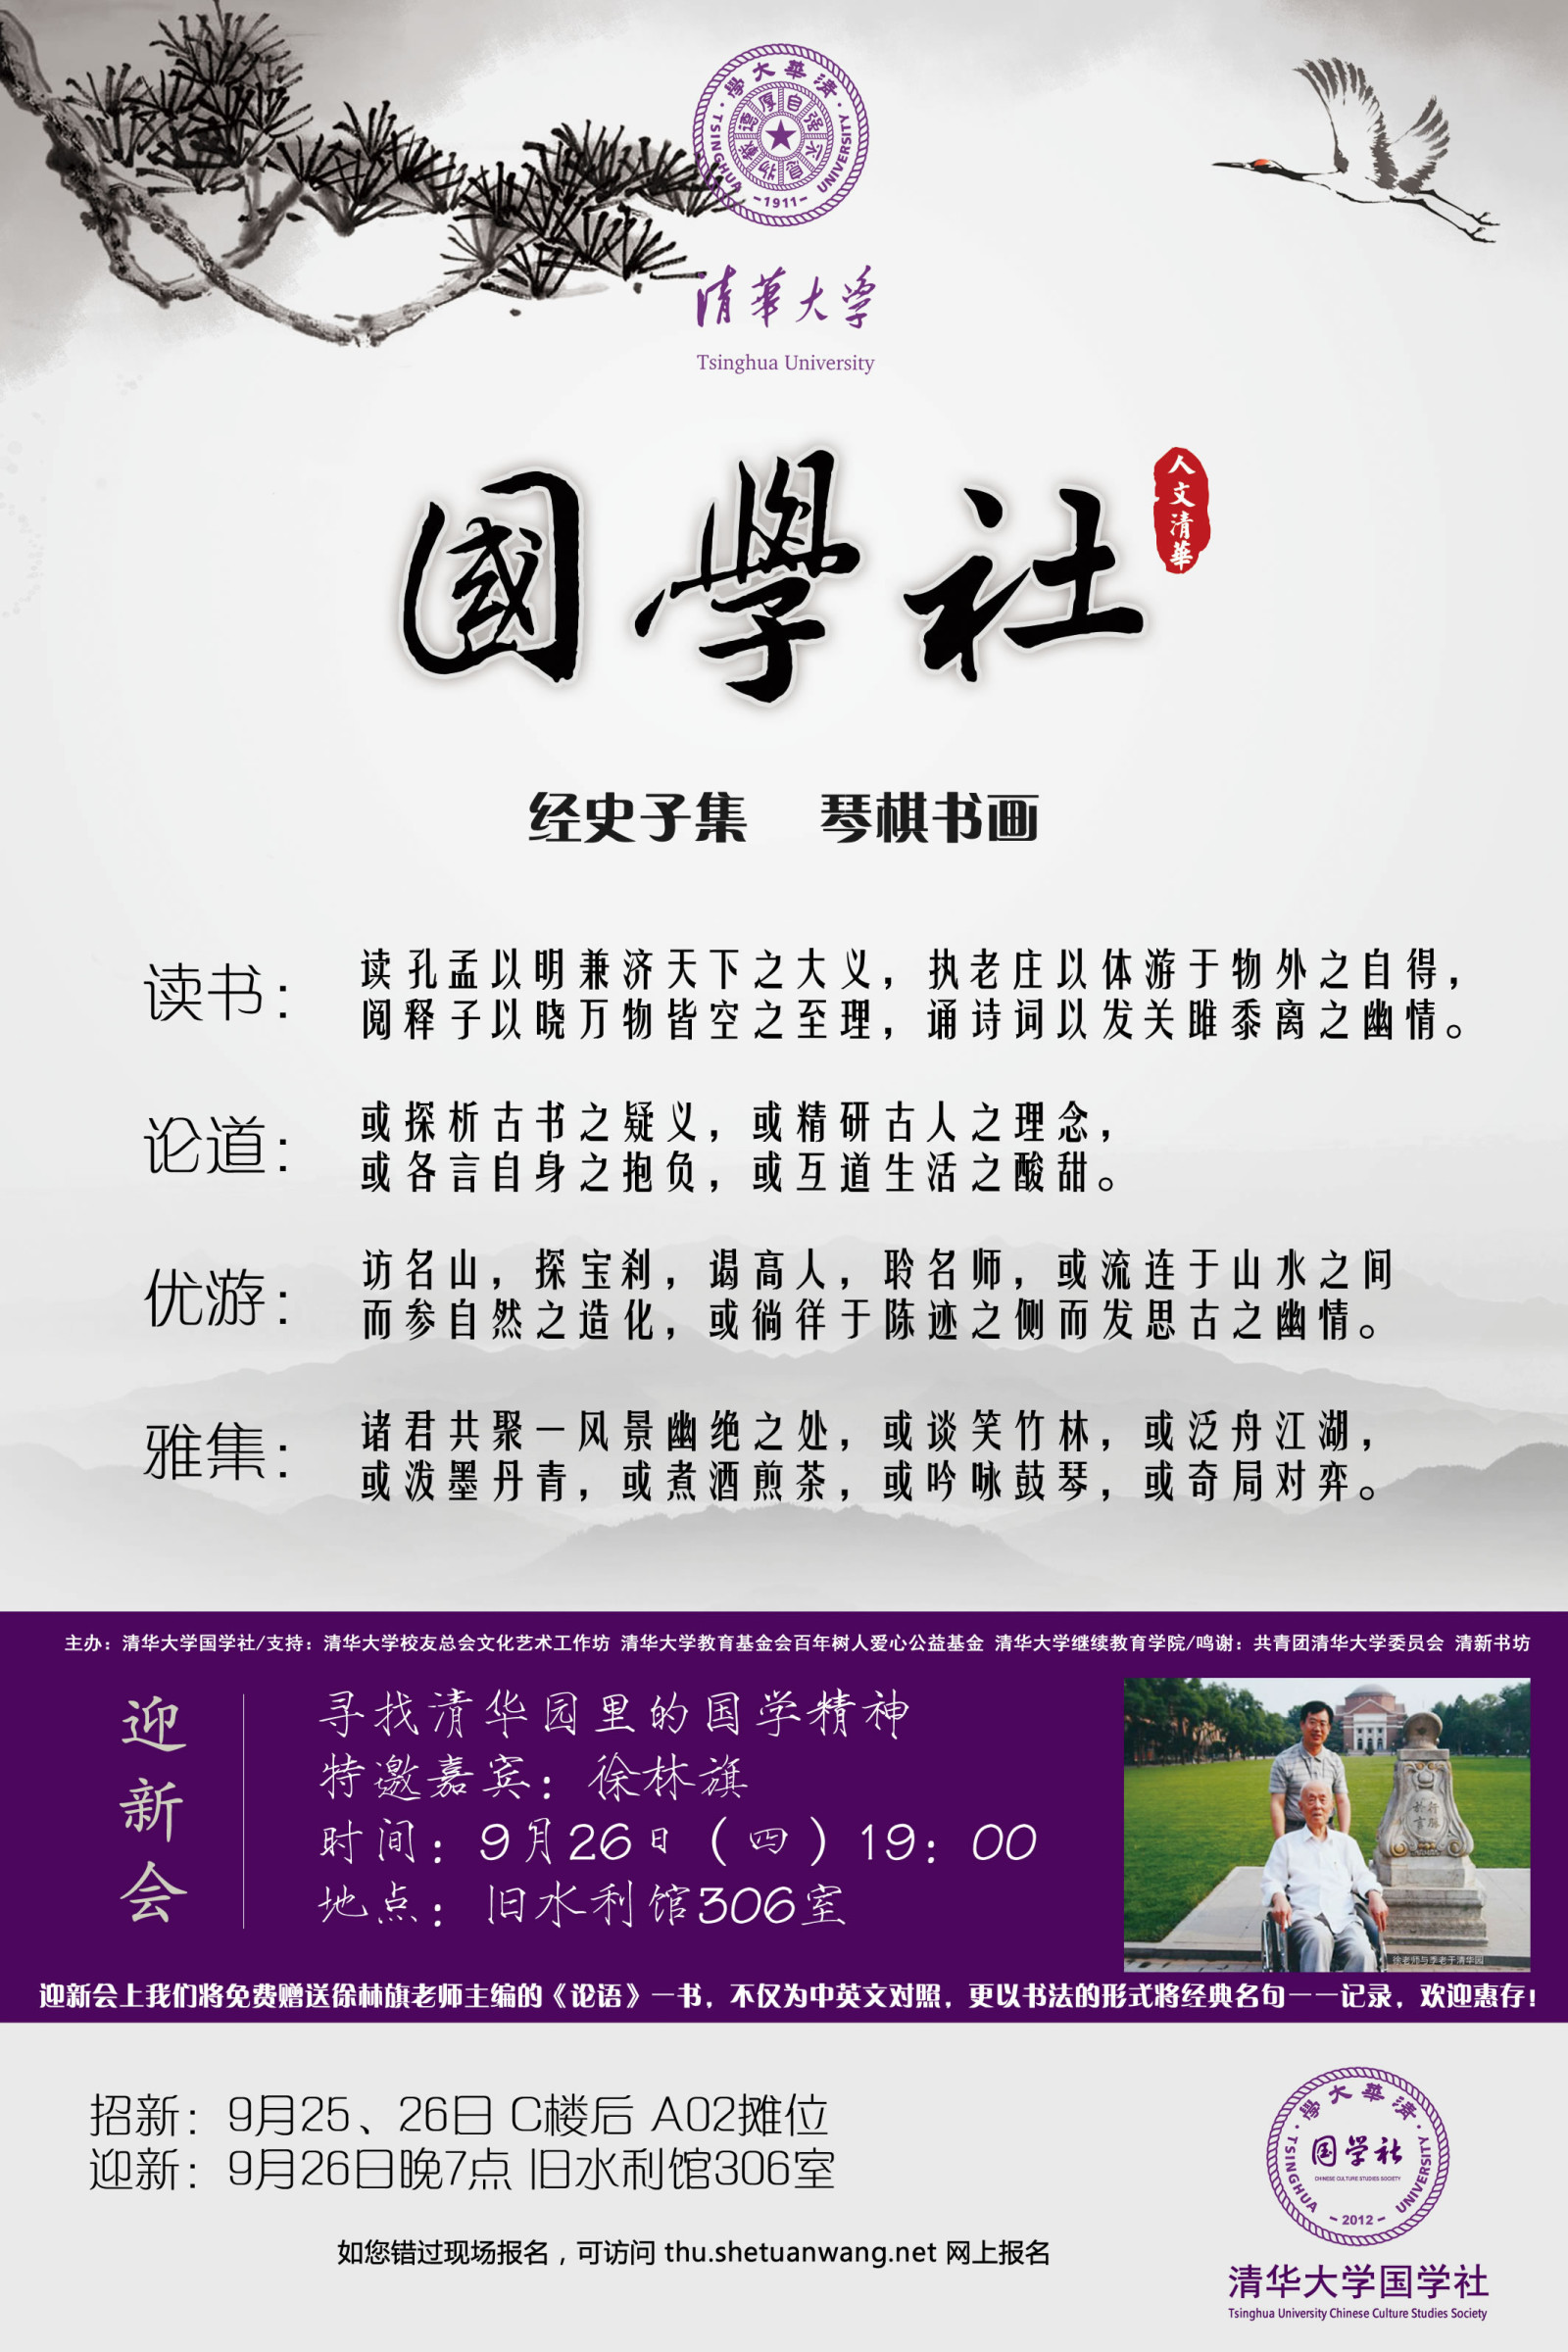 清華大學
TSINGHUA UNIVERSITY
自强不息
厚德載物
-1911-
清華大学
Tsinghua University
國學社
人文清華
经史子集 琴棋书画
读书：
读孔孟以明兼济天下之大义，执老庄以体游于物外之自得，
阅释子以晓万物皆空之至理，诵诗词以发关雎黍离之幽情。
论道：
或探析古书之疑义，或精研古人之理念，
或各言自身之抱负，或互道生活之酸甜。
优游：
访名山，探宝刹，谒高人，聆名师，或流连于山水之间
而参自然之造化，或徜徉于陈迹之侧而发思古之幽情。
雅集：
诸君共聚一风景幽绝之处，或谈笑竹林，或泛舟江湖，
或泼墨丹青，或煮酒煎茶，或吟咏鼓琴，或奇局对弈。
主办：清华大学国学社/支持：清华大学校友总会文化艺术工作坊 清华大学教育基金会百年树人爱心公益基金 清华大学继续教育学院/鸣谢：共青团清华大学委员会 清新书坊
迎新会
寻找清华园里的国学精神
特邀嘉宾：徐林旗
时间：9月26日（四）19：00
地点：旧水利馆306室
行勝於言
徐老师与季老于清华园
迎新会上我们将免费赠送徐林旗老师主编的《论语》一书，不仅为中英文对照，更以书法的形式将经典名句一一记录，欢迎惠存！
招新：9月25、26日 C楼后 A02摊位
迎新：9月26日晚7点 旧水利馆306室
如您错过现场报名，可访问 thu.shetuanwang.net 网上报名
清華大學
TSINGHUA UNIVERSITY
国学社
CHINESE CULTURE STUDIES SOCIETY
- 2012 -
清华大学国学社
Tsinghua University Chinese Culture Studies Society